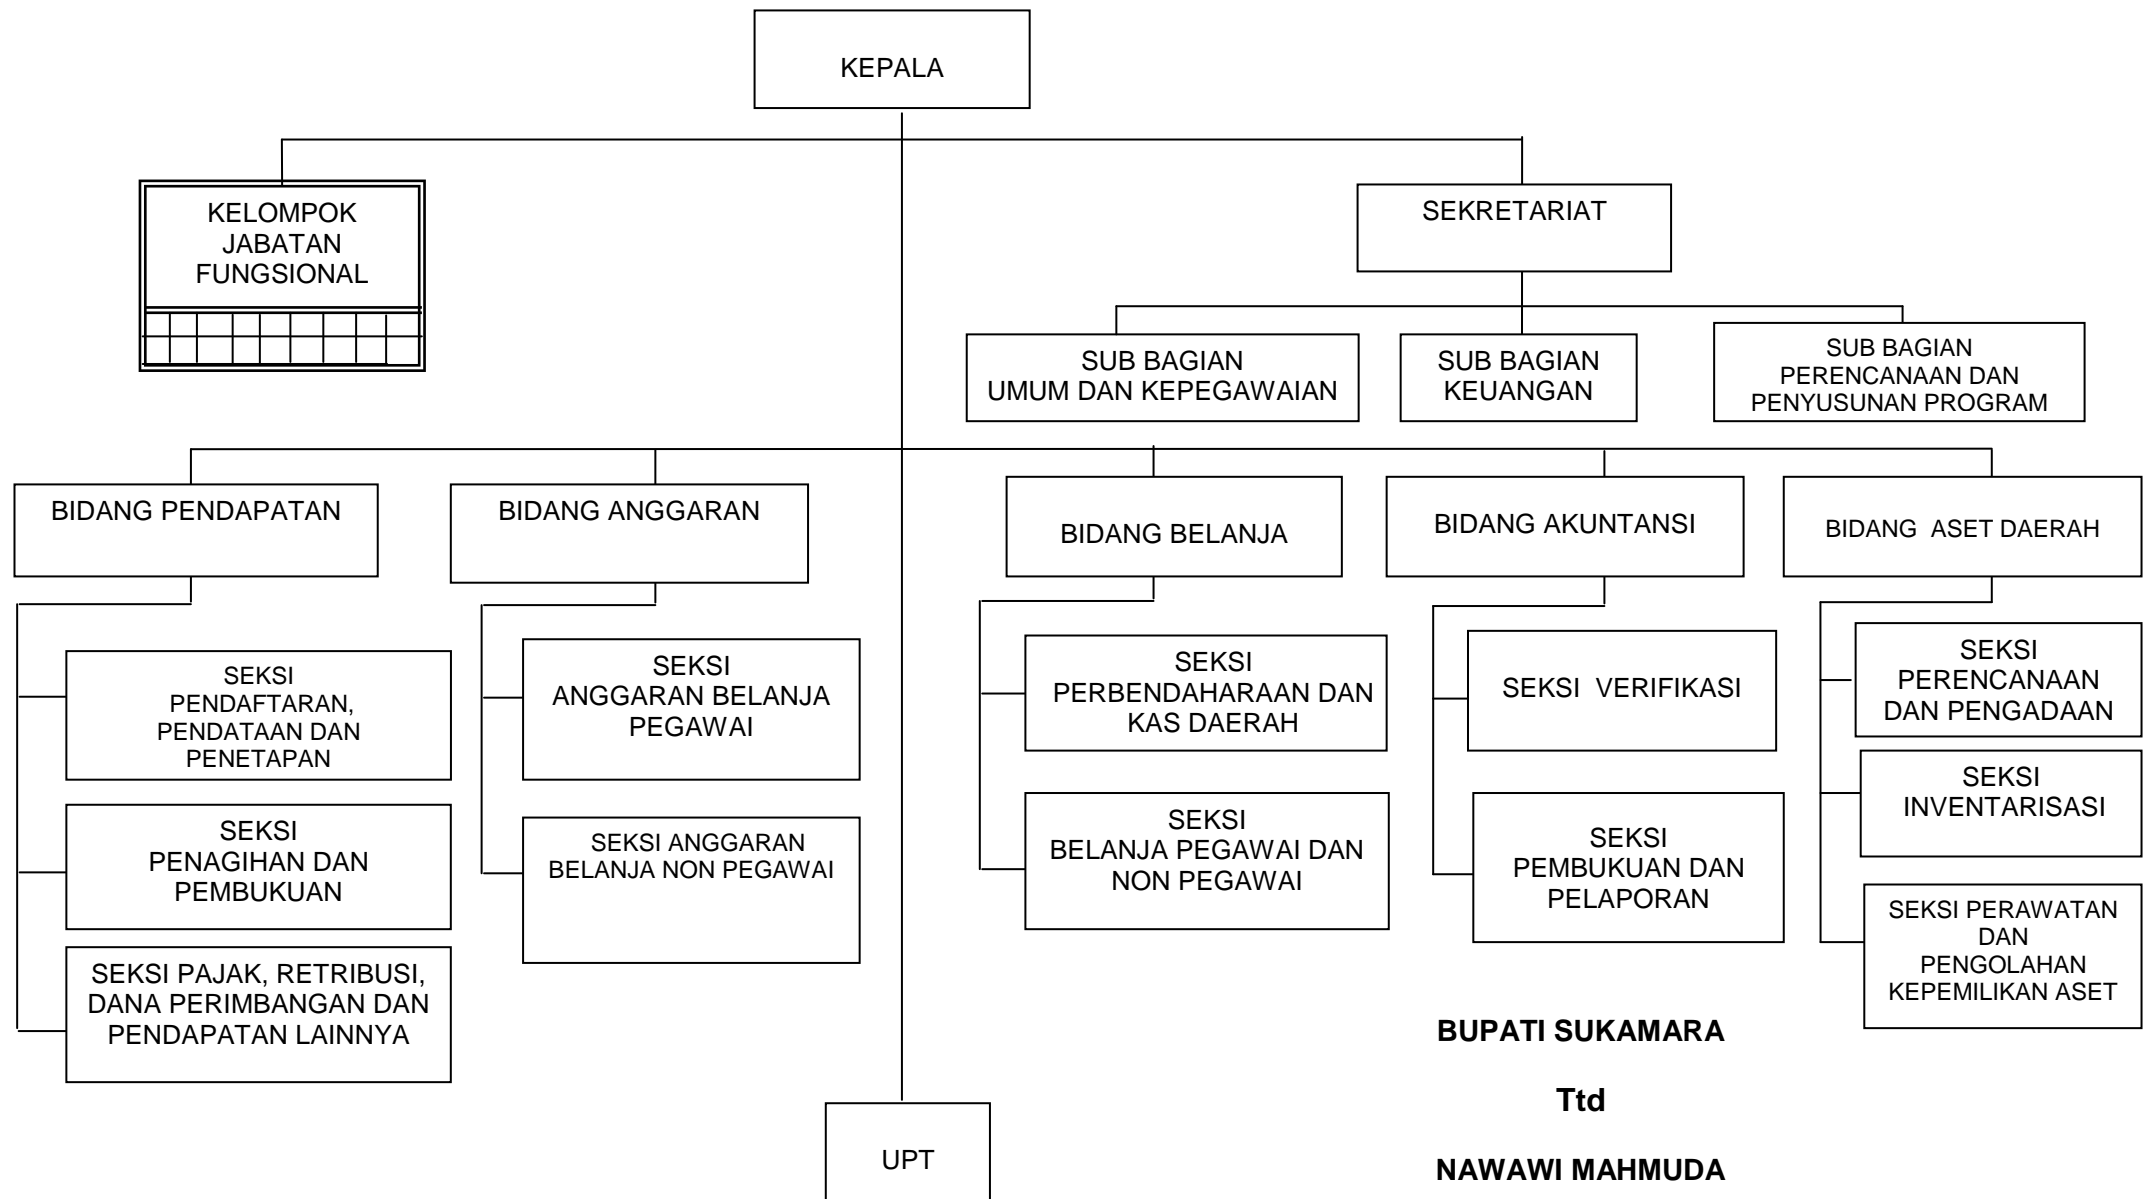 KEPALA
KELOMPOK
JABATAN
FUNGSIONAL
SEKRETARIAT
SUB BAGIAN
UMUM DAN KEPEGAWAIAN
SUB BAGIAN
KEUANGAN
SUB BAGIAN
PERENCANAAN DAN
PENYUSUNAN PROGRAM
BIDANG PENDAPATAN
BIDANG ANGGARAN
BIDANG BELANJA
BIDANG AKUNTANSI
BIDANG ASET DAERAH
SEKSI
PENDAFTARAN,
PENDATAAN DAN
PENETAPAN
SEKSI
PENAGIHAN DAN
PEMBUKUAN
SEKSI PAJAK, RETRIBUSI,
DANA PERIMBANGAN DAN
PENDAPATAN LAINNYA
SEKSI
ANGGARAN BELANJA
PEGAWAI
SEKSI ANGGARAN
BELANJA NON PEGAWAI
SEKSI
PERBENDAHARAAN DAN
KAS DAERAH
SEKSI
BELANJA PEGAWAI DAN
NON PEGAWAI
SEKSI VERIFIKASI
SEKSI
PEMBUKUAN DAN
PELAPORAN
SEKSI
PERENCANAAN
DAN PENGADAAN
SEKSI
INVENTARISASI
SEKSI PERAWATAN
DAN
PENGOLAHAN
KEPEMILIKAN ASET
UPT
BUPATI SUKAMARA
Ttd
NAWAWI MAHMUDA